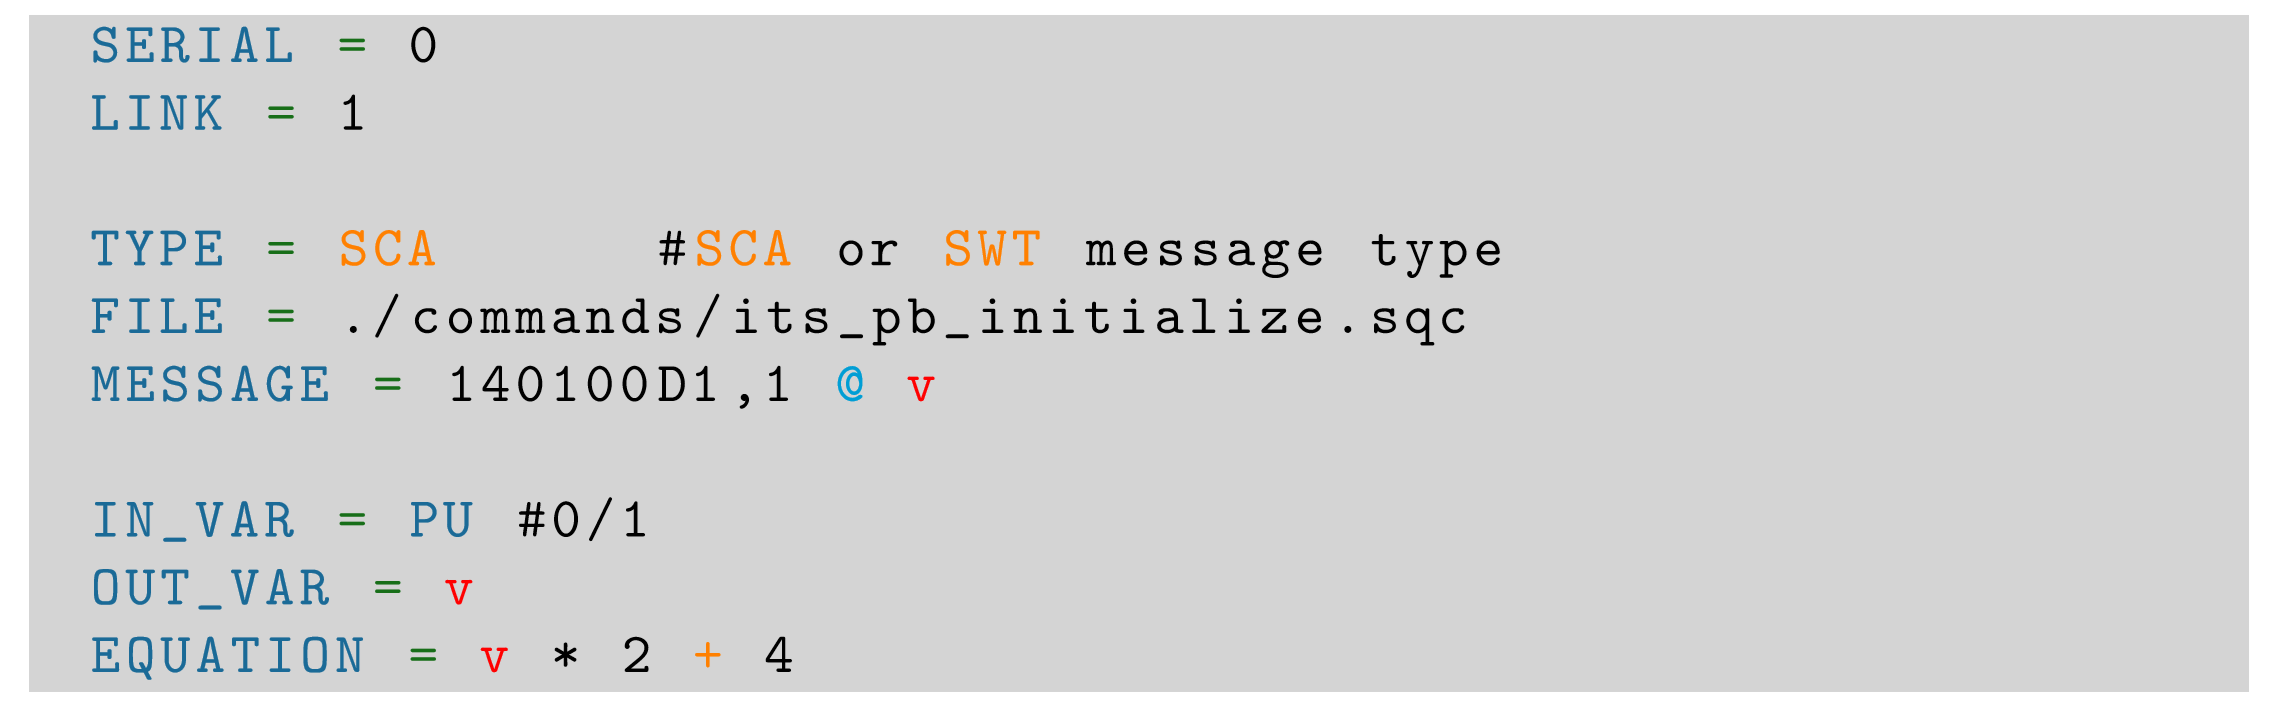 SERIAL = 0
LINK = 1
TYPE = SCA #SCA or SWT message type
FILE = ./commands/its_pb_initialize.sqc
MESSAGE = 140100D1,1 @ v
IN_VAR = PU #0/1
OUT_VAR = v
EQUATION = v * 2 + 4